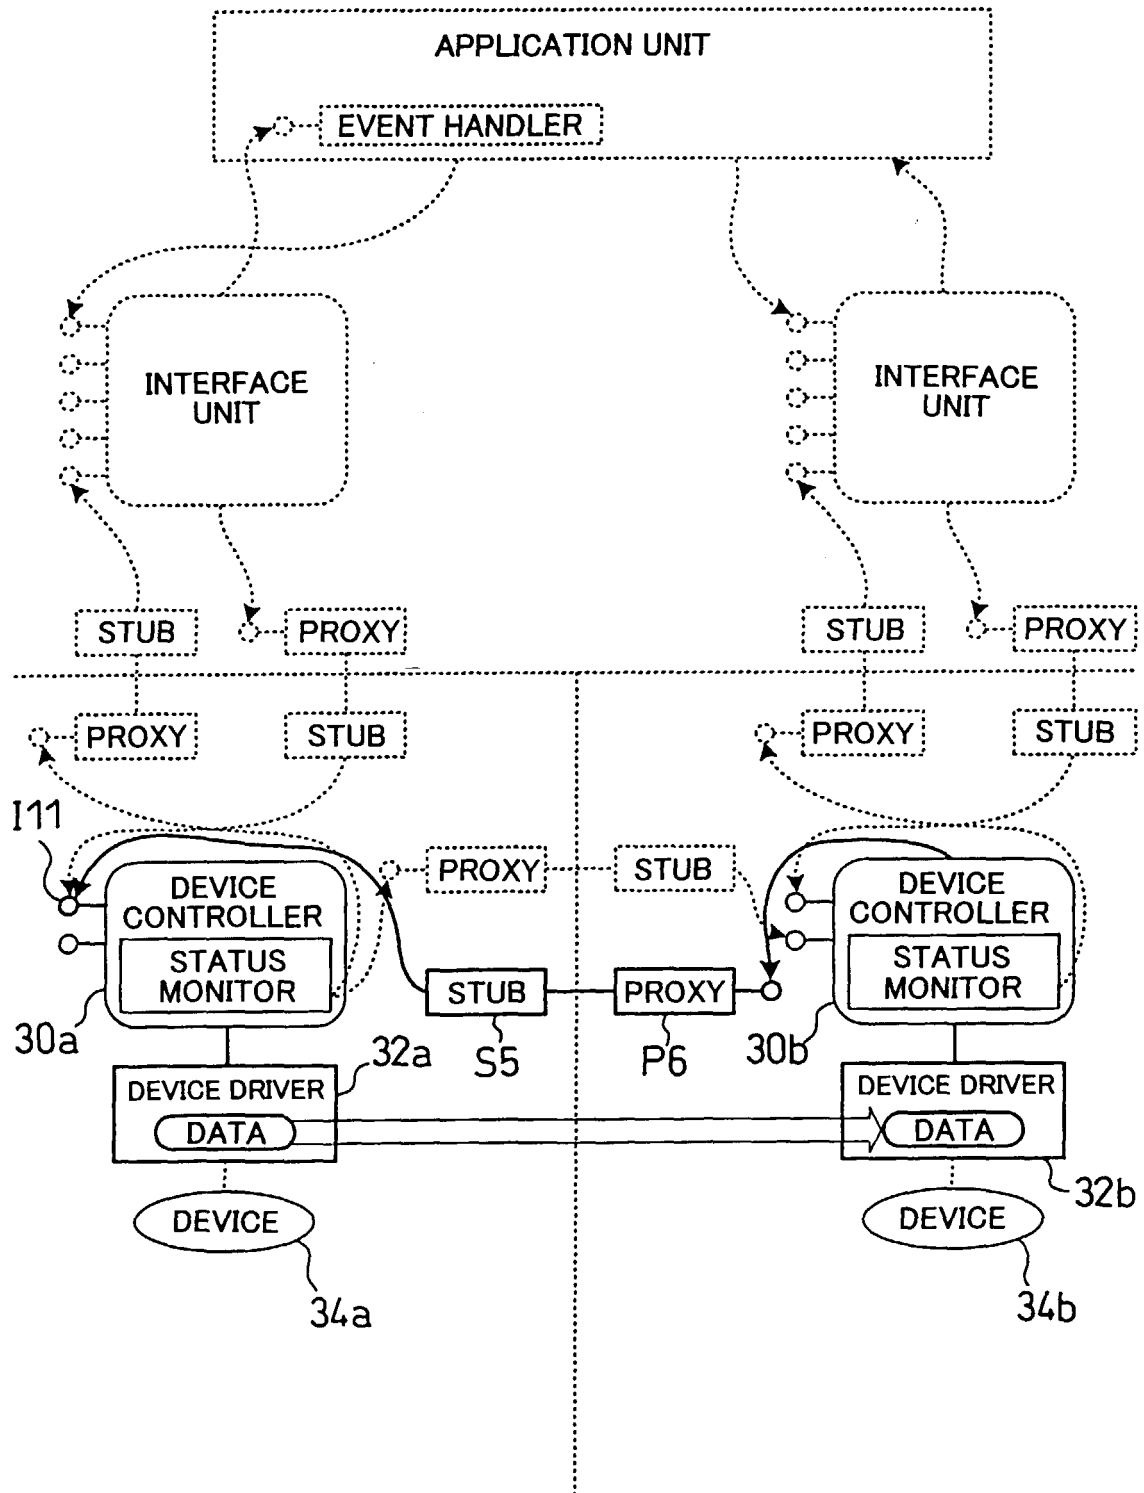 APPLICATION UNIT
EVENT HANDLER
INTERFACE
UNIT
INTERFACE
UNIT
STUB
PROXY
STUB
PROXY
PROXY
STUB
PROXY
STUB
I11
PROXY
STUB
DEVICE
CONTROLLER
STATUS
MONITOR
DEVICE
CONTROLLER
STATUS
MONITOR
STUB
PROXY
30a
S5
P6
30b
32a
DEVICE DRIVER
DATA
DEVICE DRIVER
DATA
32b
DEVICE
DEVICE
34a
34b